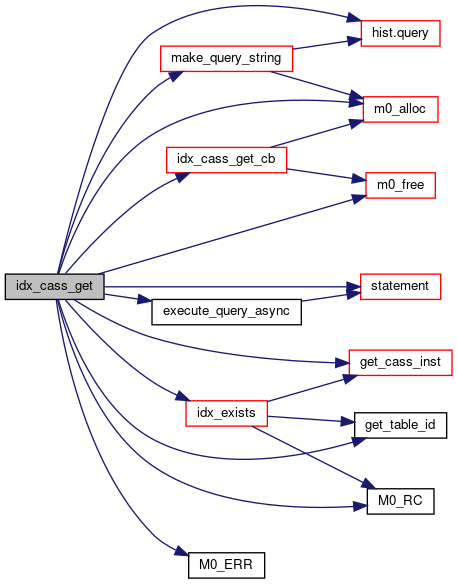 hist.query
make_query_string
m0_alloc
idx_cass_get_cb
m0_free
idx_cass_get
statement
execute_query_async
get_cass_inst
idx_exists
get_table_id
M0_RC
M0_ERR